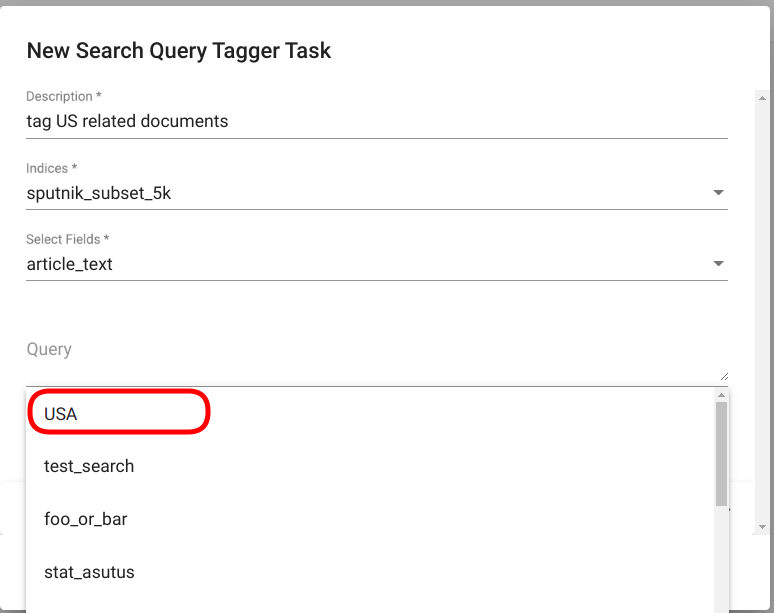 New Search Query Tagger Task
Description *
tag US related documents
Indices *
sputnik_subset_5k
Select Fields *
article_text
Query
USA
test_search
foo_or_bar
stat_asutus